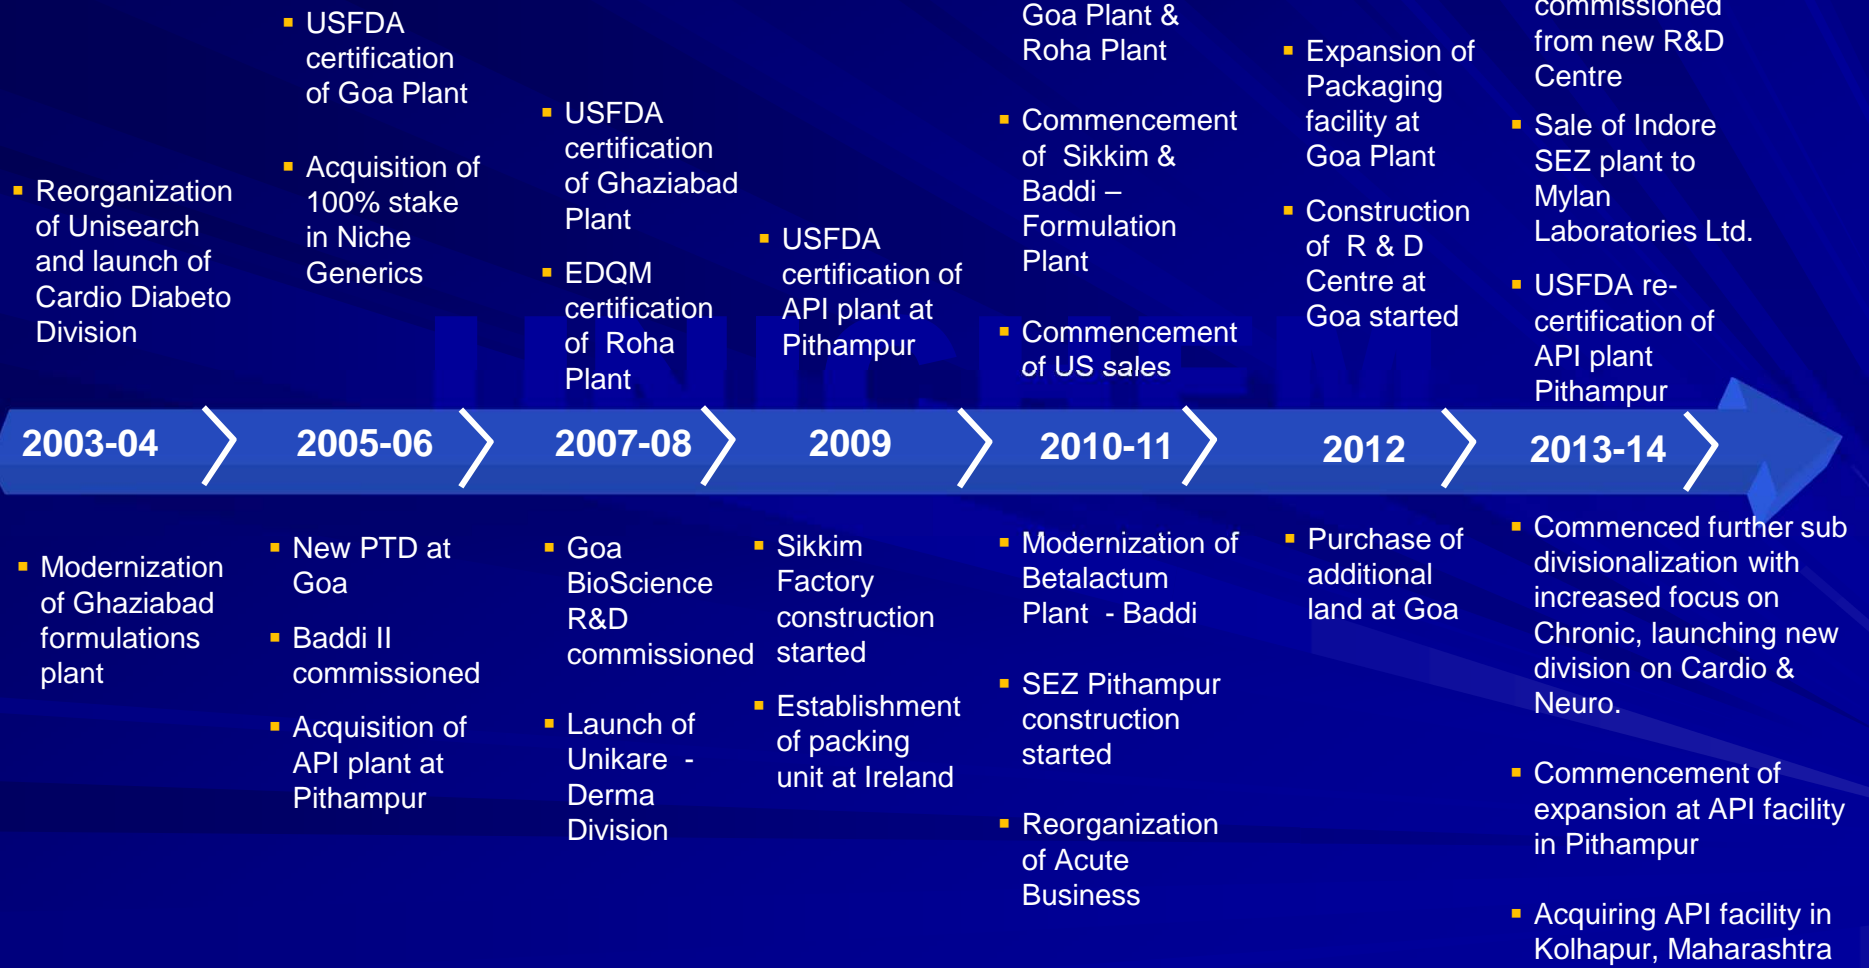 USFDA
certification
of Goa Plant
Acquisition of
100% stake
in Niche
Generics
Goa Plant &
Roha Plant
Commencement
of Sikkim &
Baddi –
Formulation
Plant
Commencement
of US sales
commissioned
from new R&D
Centre
Sale of Indore
SEZ plant to
Mylan
Laboratories Ltd.
USFDA re-
certification of
API plant
Pithampur
Expansion of
Packaging
facility at
Goa Plant
Construction
of R & D
Centre at
Goa started
USFDA
certification
of Ghaziabad
Plant
EDQM
certification
of Roha
Plant
Reorganization
of Unisearch
and launch of
Cardio Diabeto
Division
USFDA
certification of
API plant at
Pithampur
UNICHEM
2003-04
2005-06
2007-08
2009
2010-11
2012
2013-14
Modernization
of Ghaziabad
formulations
plant
New PTD at
Goa
Baddi II
commissioned
Acquisition of
API plant at
Pithampur
Goa
BioScience
R&D
commissioned
Launch of
Unikare -
Derma
Division
Sikkim
Factory
construction
started
Establishment
of packing
unit at Ireland
Modernization of
Betalactum
Plant - Baddi
SEZ Pithampur
construction
started
Reorganization
of Acute
Business
Purchase of
additional
land at Goa
Commenced further sub
divisionalization with
increased focus on
Chronic, launching new
division on Cardio &
Neuro.
Commencement of
expansion at API facility
in Pithampur
Acquiring API facility in
Kolhapur, Maharashtra